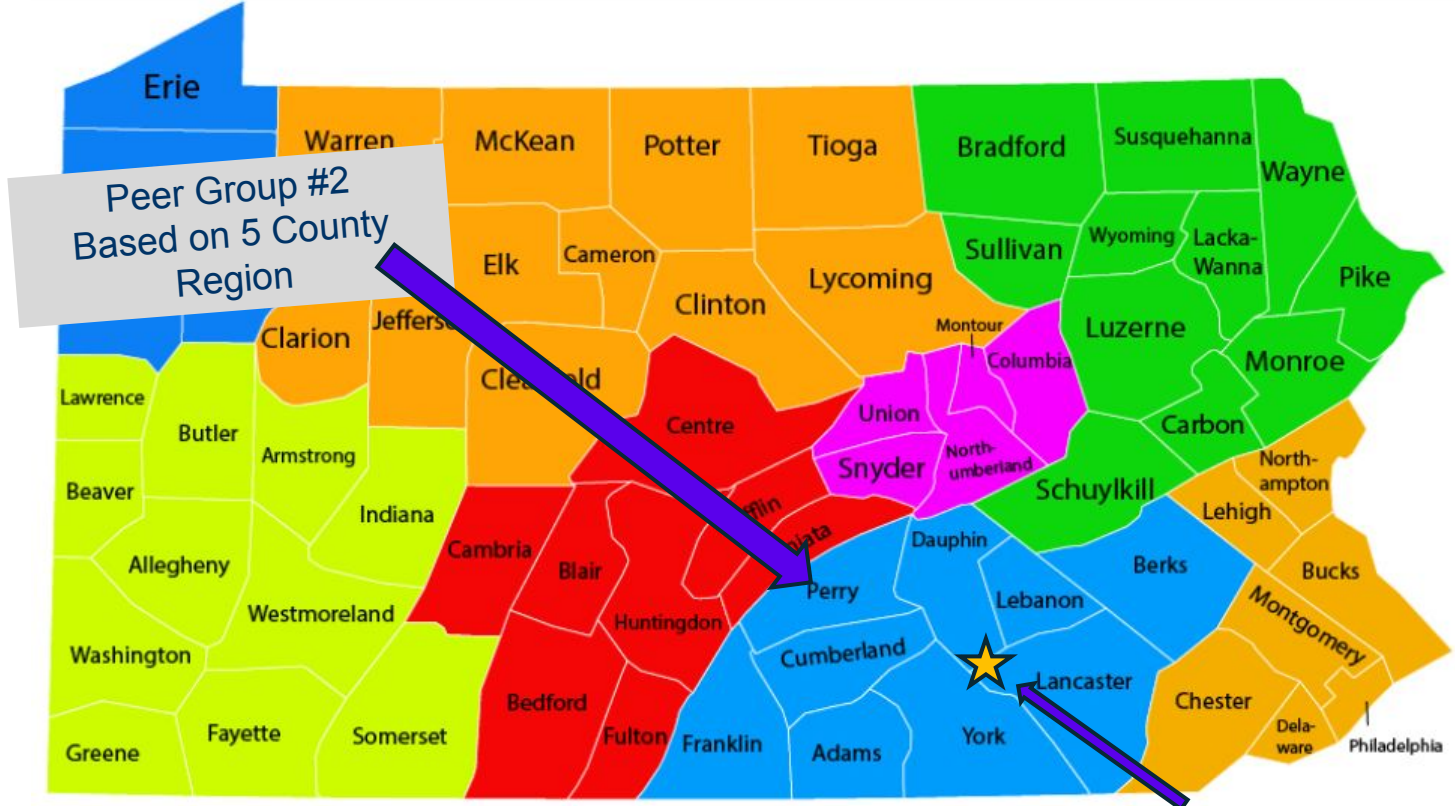 Erie
Warren
McKean
Potter
Tioga
Bradford
Susquehanna
Wayne
Peer Group #2
Based on 5 County
Region
Elk
Cameron
Clinton
Lycoming
Sullivan
Wyoming
Lacka-
Wanna
Pike
Clarion
Montour
Columbia
Luzerne
Monroe
Lawrence
Butler
Armstrong
Centre
Union
Snyder
North-
umberland
Carbon
Schuylkill
North-
ampton
Lehigh
Beaver
Indiana
Allegheny
Cambria
Blair
Dauphin
Berks
Bucks
Perry
Lebanon
Montgomery
Westmoreland
Huntingdon
Washington
Cumberland
Lancaster
Chester
Bedford
Fulton
Franklin
Adams
York
Dela-
ware
Philadelphia
Greene
Fayette
Somerset